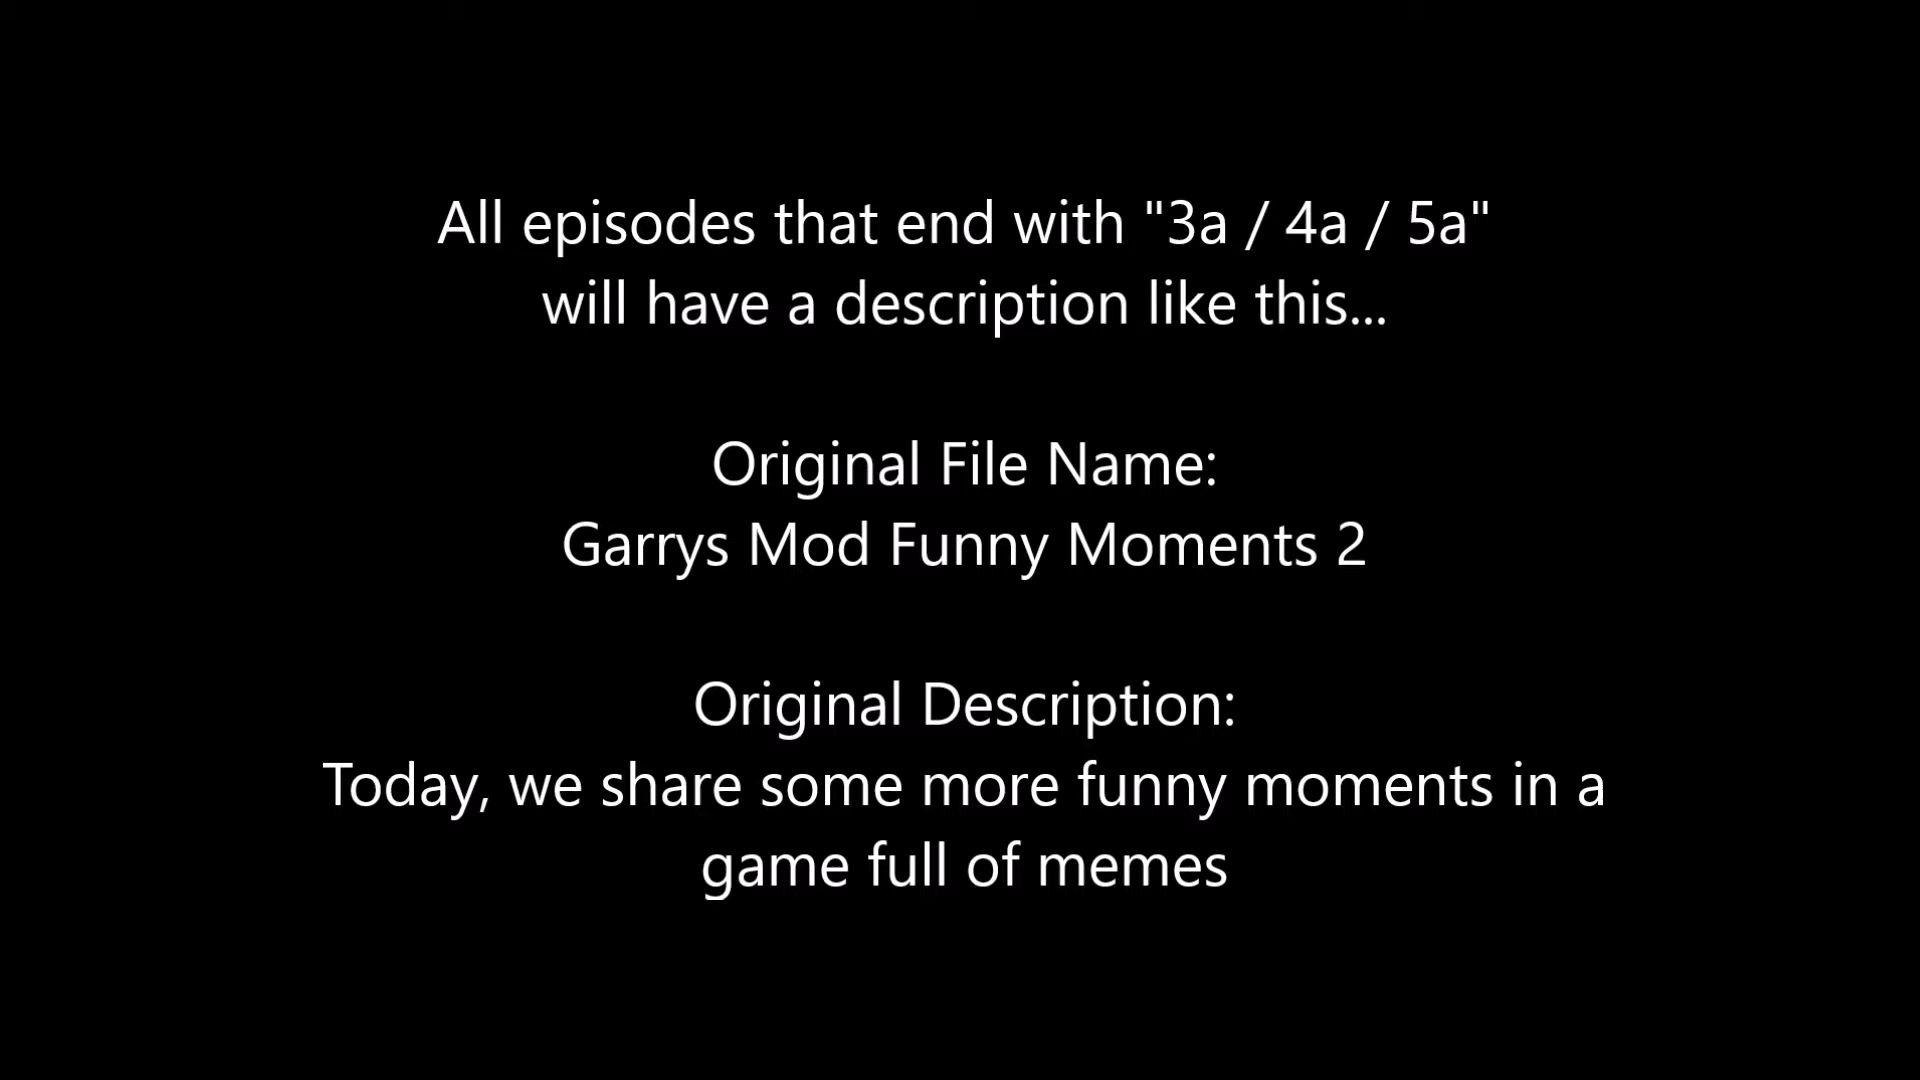 All episodes that end with "3a / 4a / 5a"
will have a description like this...
Original File Name:
Garrys Mod Funny Moments 2
Original Description:
Today, we share some more funny moments in a
game full of memes